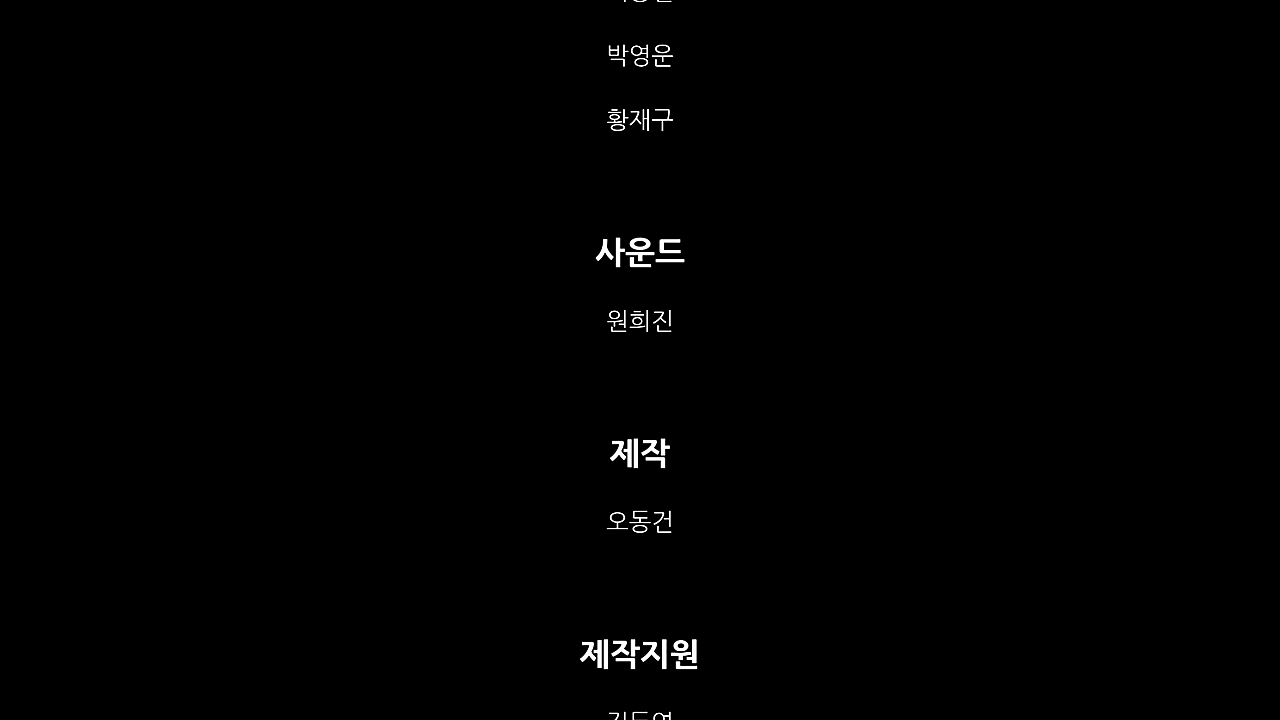 박영운
황재구
사운드
원희진
제작
오동건
제작지원